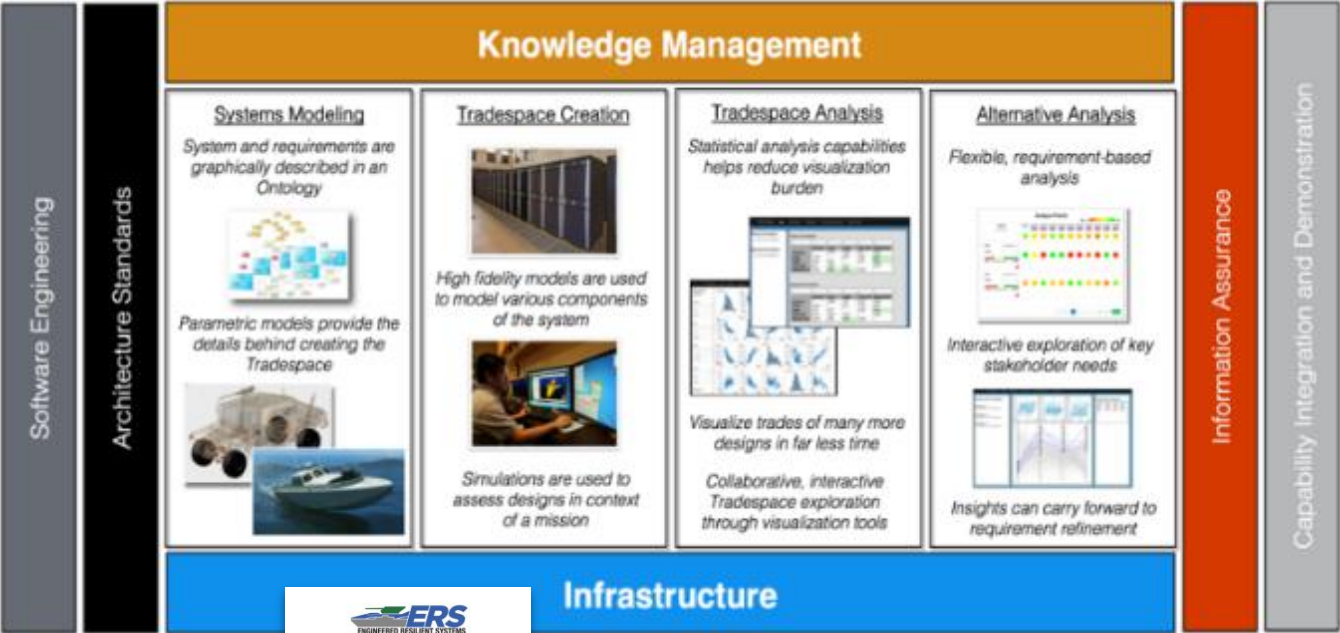 Software Engineering
Architecture Standards
Knowledge Management
Systems Modeling
System and requirements are
graphically described in an
Ontology
Parametric models provide the
details behind creating the
Tradespace
Tradespace Creation
High fidelity models are used
to model various components
of the system
Simulations are used to
assess designs in context
of a mission
Tradespace Analysis
Statistical analysis capabilities
helps reduce visualization
burden
Visualize trades of many more
designs in far less time
Collaborative, interactive
Tradespace exploration
through visualization tools
Alternative Analysis
Flexible, requirement-based
analysis
Interactive exploration of key
stakeholder needs
Insights can carry forward to
requirement refinement
Infrastructure
ERS
ENGINEERED RESILIENT SYSTEMS
Information Assurance
Capability Integration and Demonstration